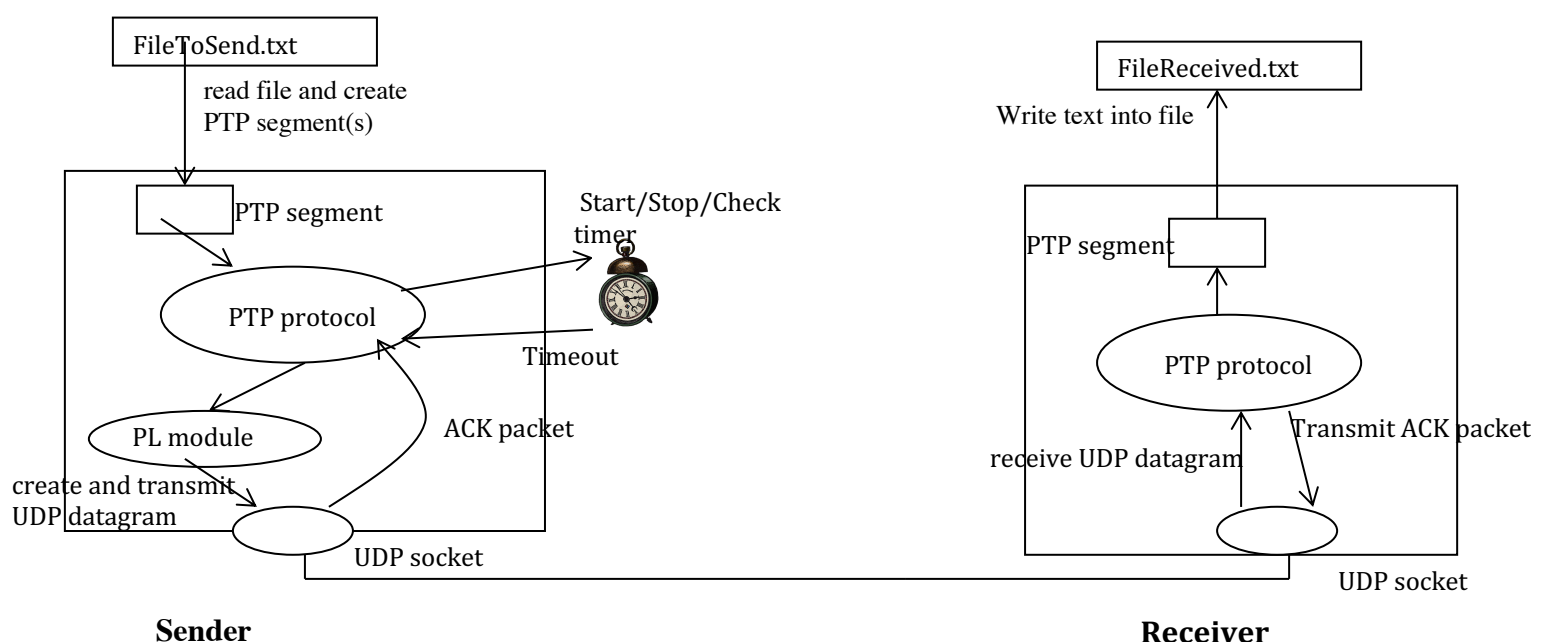 FileToSend.txt
read file and create
PTP segment(s)
PTP segment
Start/Stop/Check
timer
PTP protocol
Timeout
PL module
ACK packet
create and transmit
UDP datagram
UDP socket
Sender
FileReceived.txt
Write text into file
PTP segment
PTP protocol
Transmit ACK packet
receive UDP datagram
UDP socket
Receiver